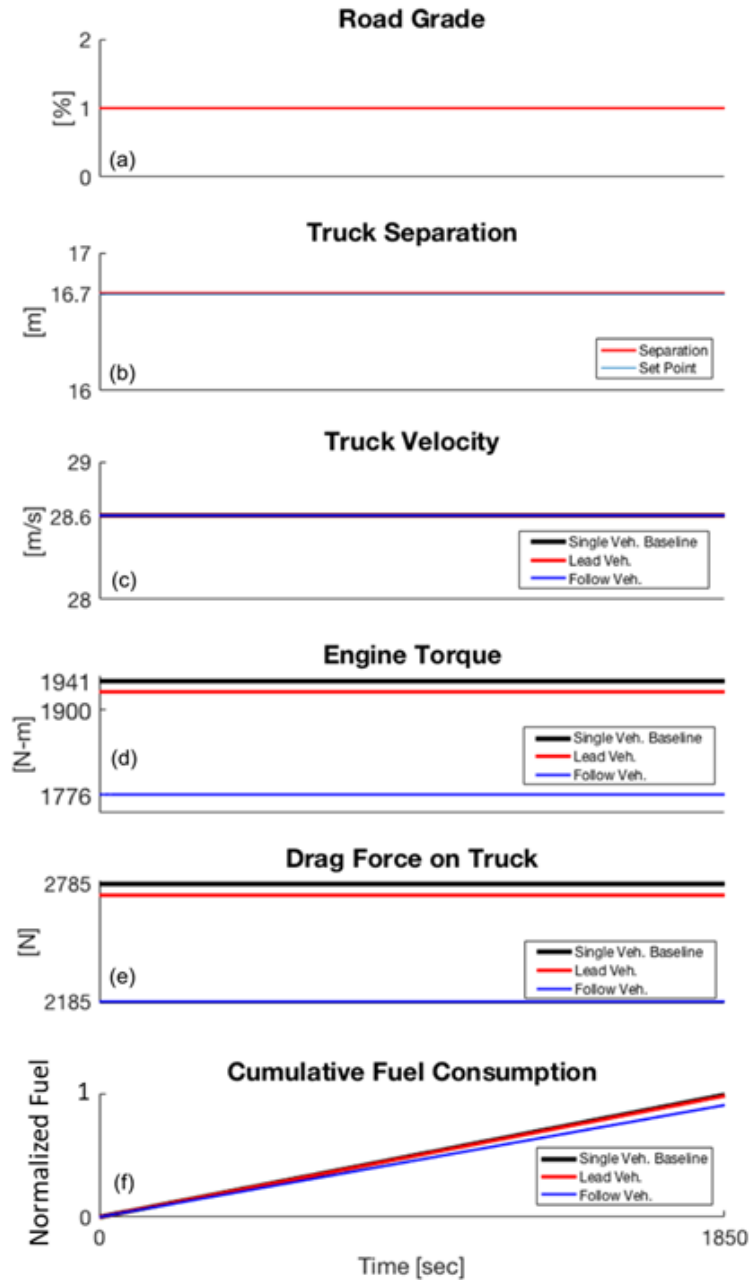 Road Grade
2
1
0
[%]
(a)
Truck Separation
17
16.7
16
[m]
(b)
Separation
Set Point
Truck Velocity
29
28.6
28
[m/s]
(c)
Single Veh. Baseline
Lead Veh.
Follow Veh.
Engine Torque
1941
1900
1776
[N-m]
(d)
Single Veh. Baseline
Lead Veh.
Follow Veh.
Drag Force on Truck
2785
2185
[N]
(e)
Single Veh. Baseline
Lead Veh.
Follow Veh.
Cumulative Fuel Consumption
1
0
Normalized Fuel
(f)
Single Veh. Baseline
Lead Veh.
Follow Veh.
0
1850
Time [sec]